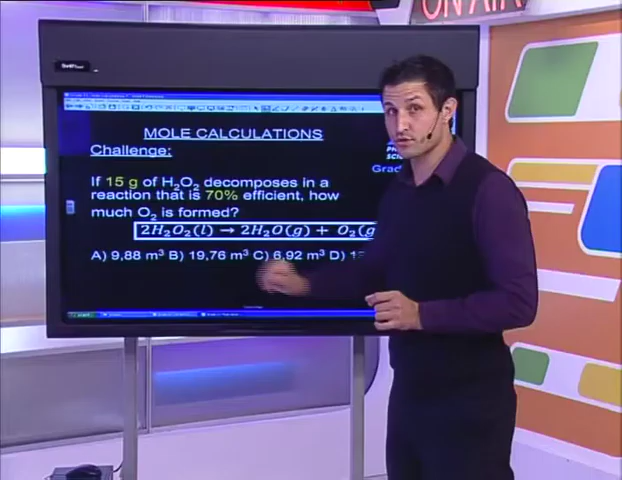 ON AIR
MOLE CALCULATIONS
Challenge:
Grad
If 15 g of H₂O₂ decomposes in a
reaction that is 70% efficient, how
much O₂ is formed?
2H₂O₂(l) → 2H₂O(g) + O₂(g
A) 9,88 m³ B) 19,76 m³ C) 6,92 m³ D)